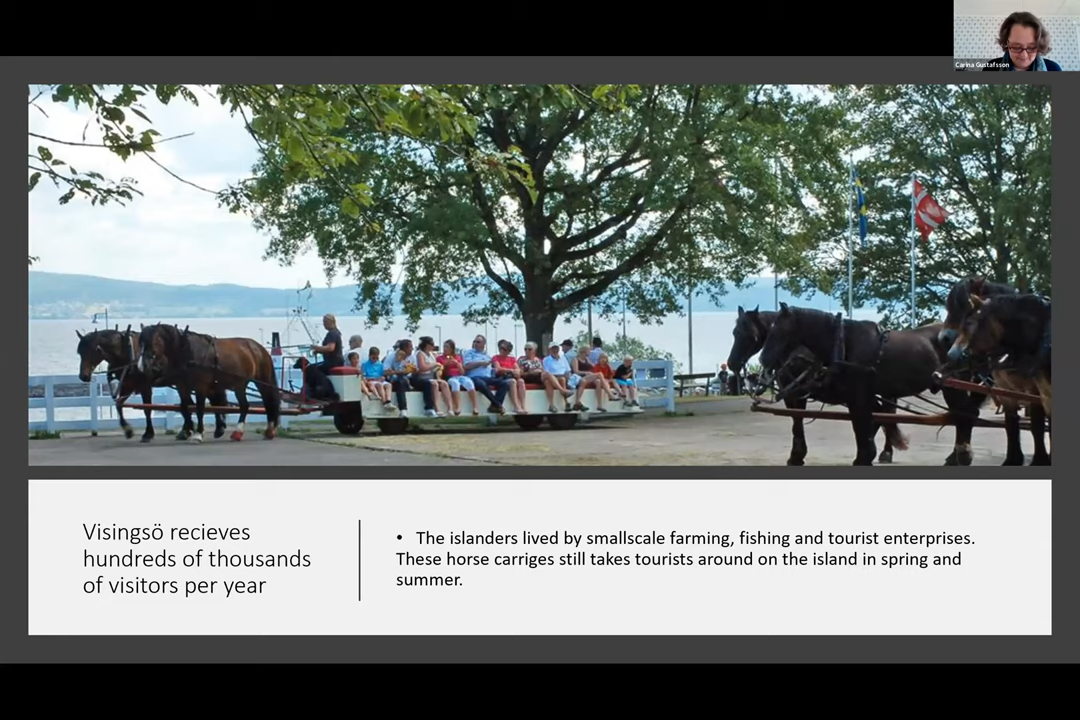 Carina Gustafsson
Visingsö recieves
hundreds of thousands
of visitors per year
• The islanders lived by smallscale farming, fishing and tourist enterprises.
These horse carriges still takes tourists around on the island in spring and
summer.